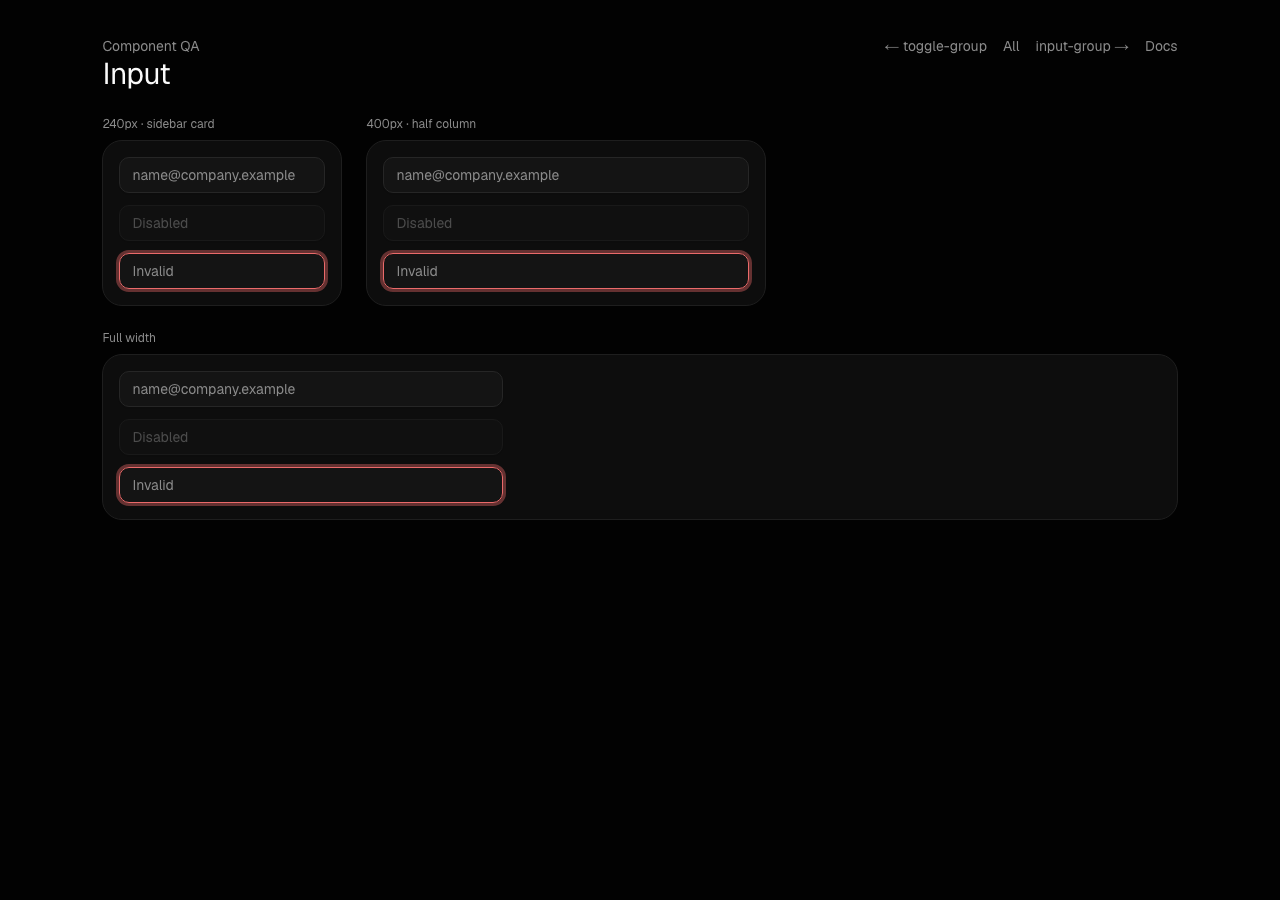 Component QA
← toggle-group All input-group → Docs
Input
240px · sidebar card
400px · half column
name@company.example
Disabled
Invalid
name@company.example
Disabled
Invalid
Full width
name@company.example
Disabled
Invalid